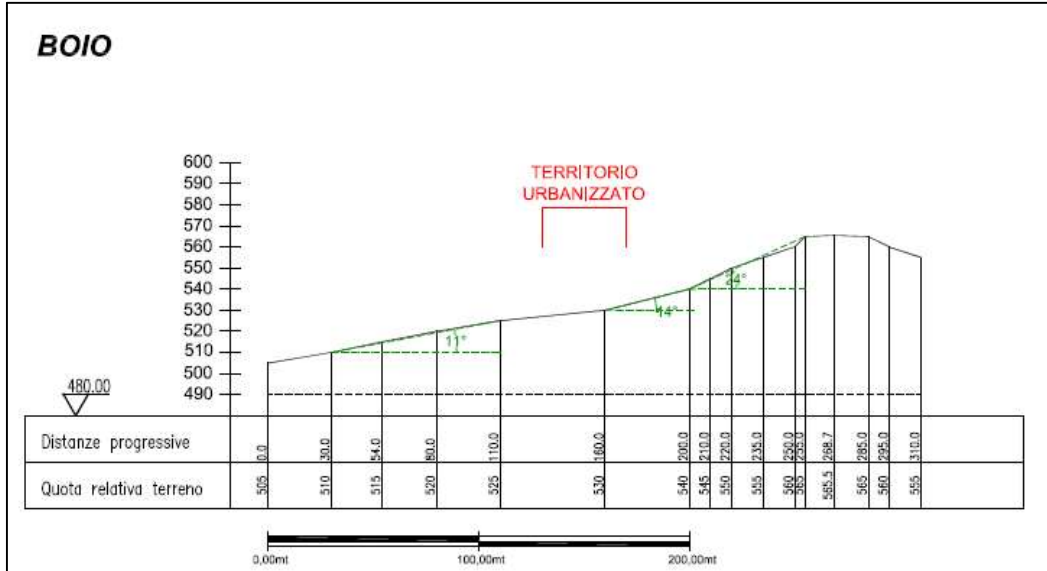 BOIO
600
590
580
570
560
550
540
530
520
510
500
490
TERRITORIO
URBANIZZATO
11°
14°
24°
480.00
Distanze progressive 0.0 30.0 54.0 80.0 110.0 160.0 200.0 210.0 220.0 235.0 250.0 255.0 268.7 285.0 295.0 310.0
Quota relativa terreno 505 510 515 520 525 530 540 545 550 555 560 565 565.5 565 560 555
0,00mt 100,00mt 200,00mt